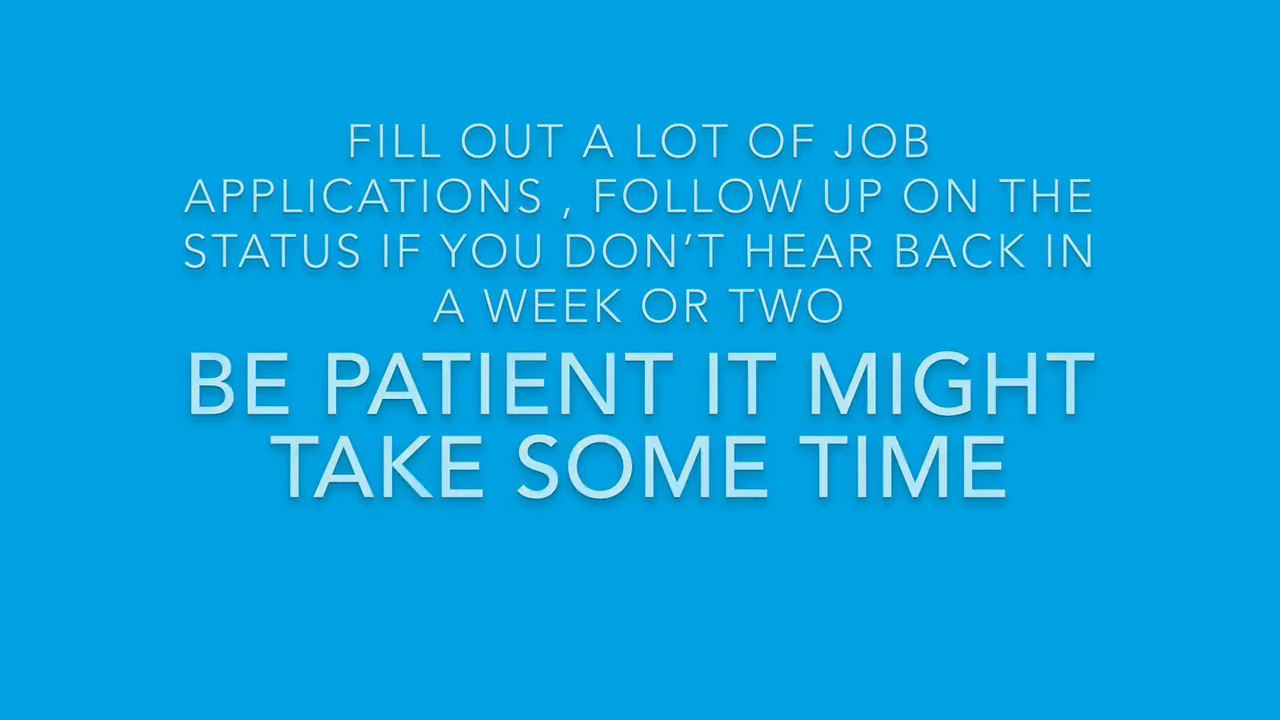 FILL OUT A LOT OF JOB
APPLICATIONS , FOLLOW UP ON THE
STATUS IF YOU DON’T HEAR BACK IN
A WEEK OR TWO
BE PATIENT IT MIGHT
TAKE SOME TIME